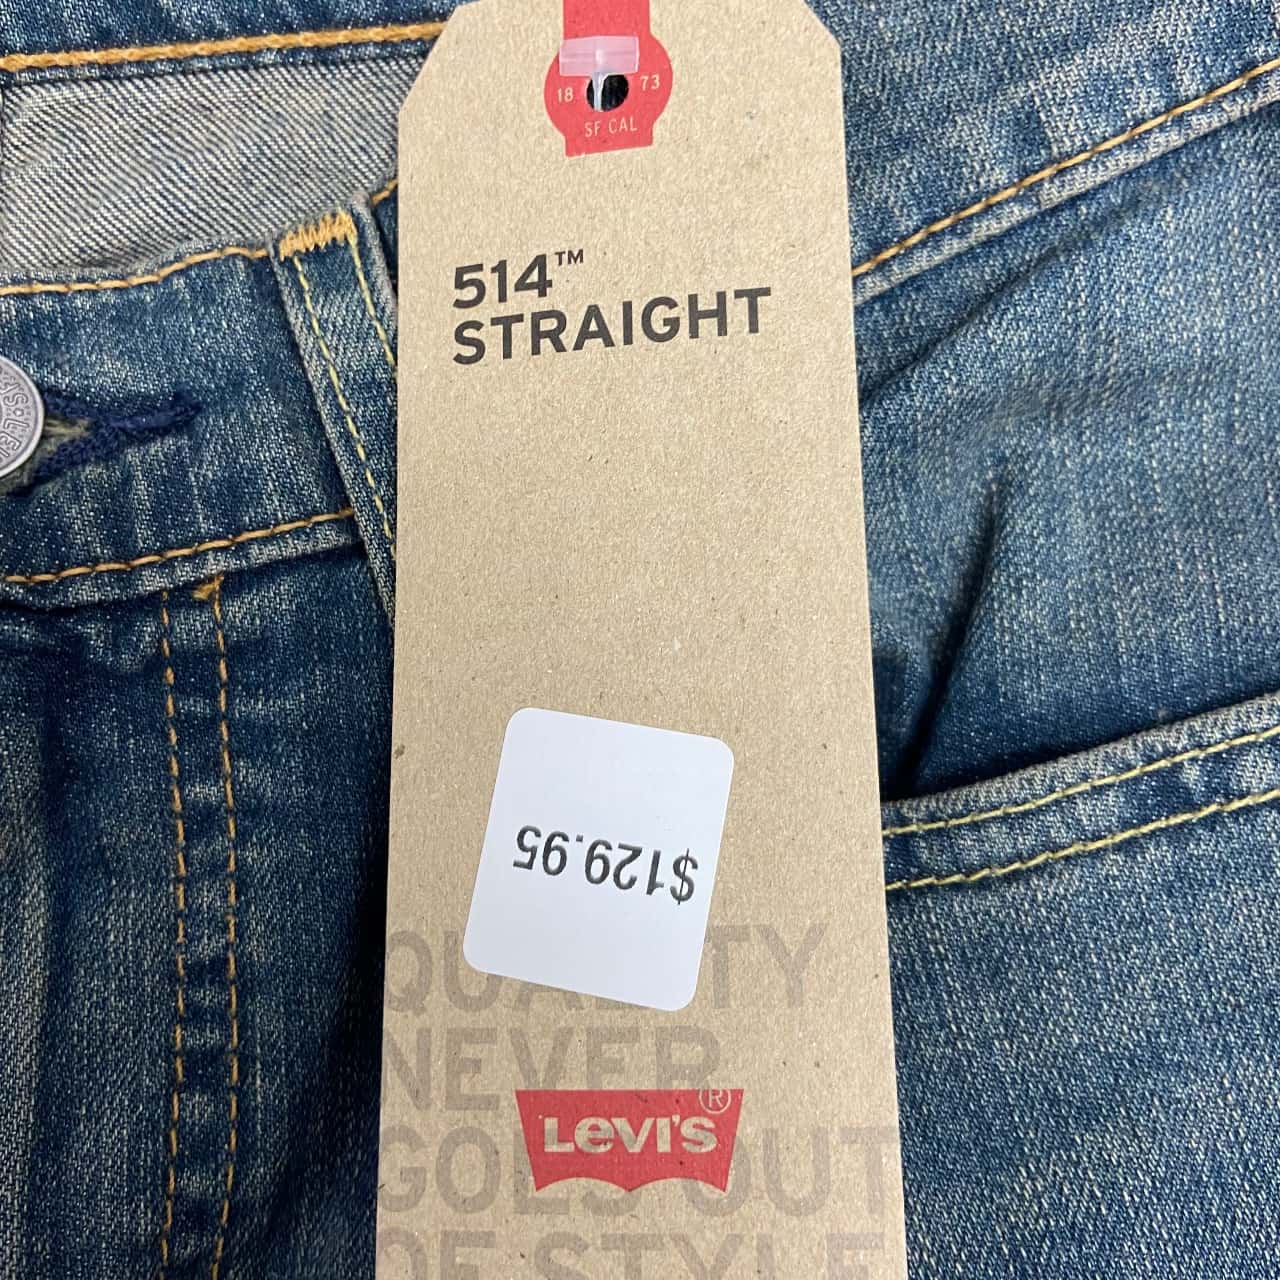 18 73
SF CAL
514™
STRAIGHT
$129.95
QUALITY
NEVER
LEVI'S®
GOES OUT
OF STYLE